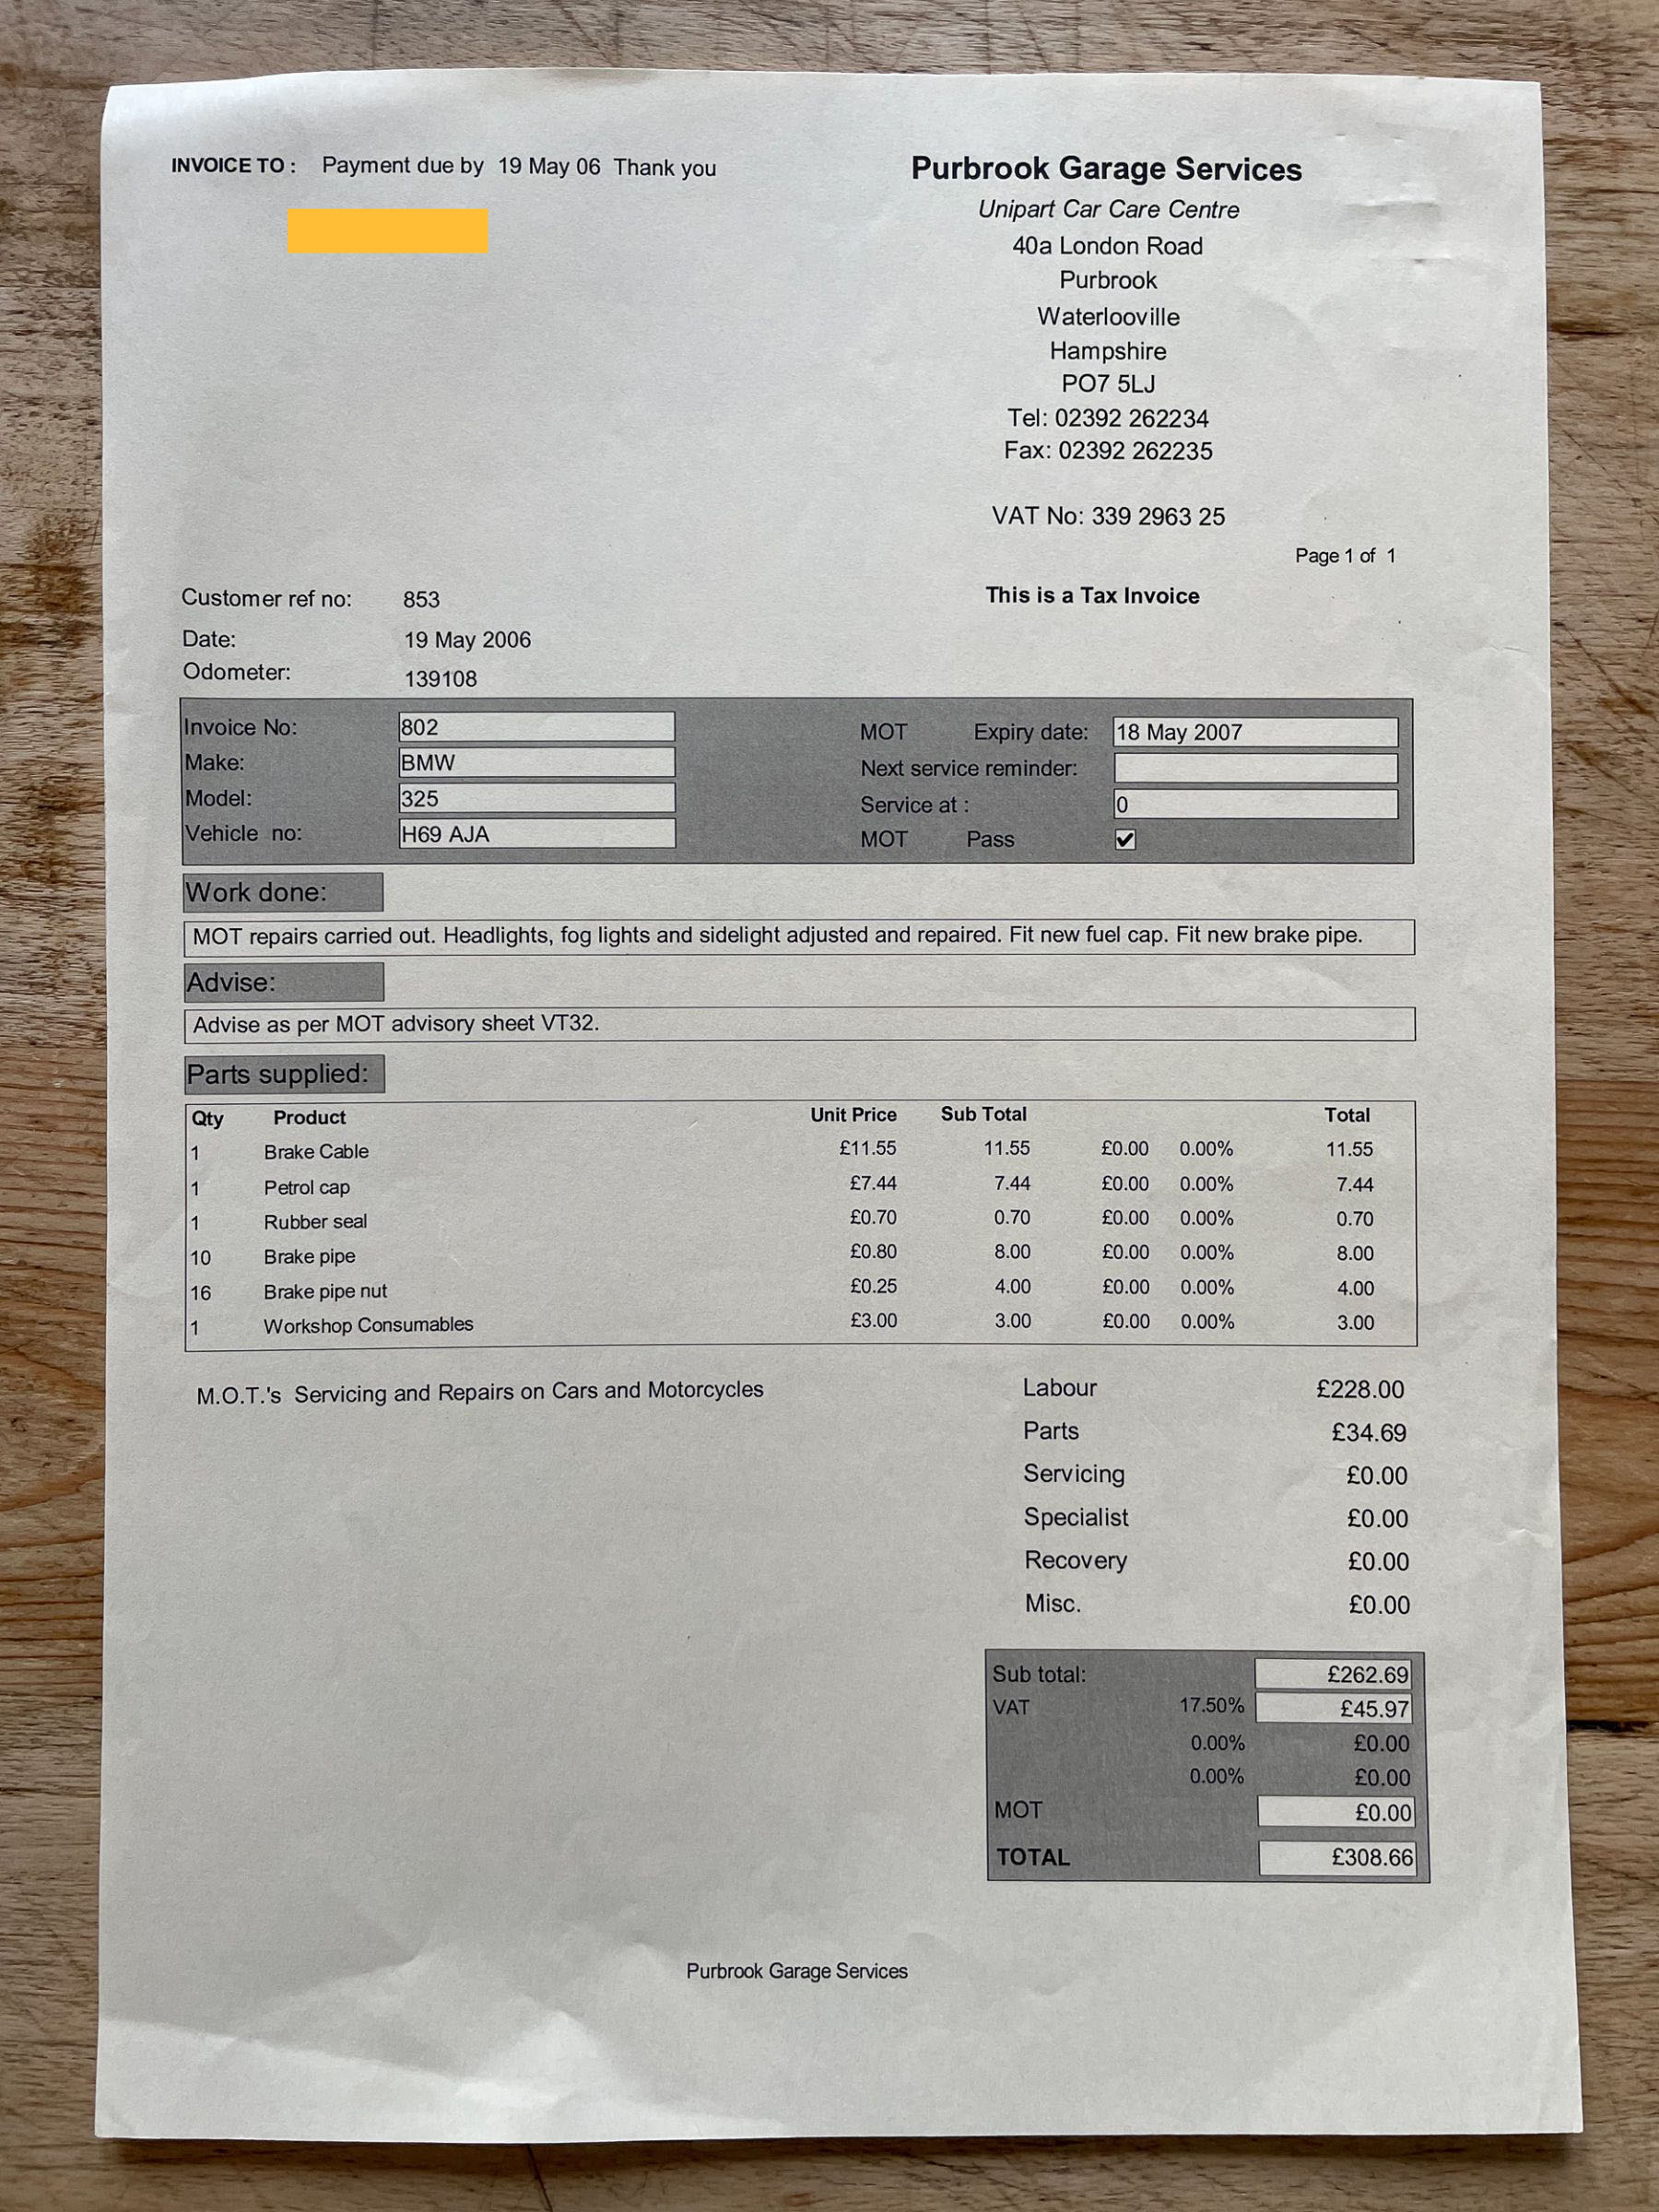 INVOICE TO : Payment due by 19 May 06 Thank you
Purbrook Garage Services
Unipart Car Care Centre
40a London Road
Purbrook
Waterlooville
Hampshire
PO7 5LJ
Tel: 02392 262234
Fax: 02392 262235
VAT No: 339 2963 25
Page 1 of 1
Customer ref no: 853
This is a Tax Invoice
Date: 19 May 2006
Odometer: 139108
Invoice No: 802
MOT Expiry date: 18 May 2007
Make: BMW
Next service reminder:
Model: 325
Service at : 0
Vehicle no: H69 AJA
MOT Pass ✔
Work done:
MOT repairs carried out. Headlights, fog lights and sidelight adjusted and repaired. Fit new fuel cap. Fit new brake pipe.
Advise:
Advise as per MOT advisory sheet VT32.
Parts supplied:
Qty Product Unit Price Sub Total Total
1 Brake Cable £11.55 11.55 £0.00 0.00% 11.55
1 Petrol cap £7.44 7.44 £0.00 0.00% 7.44
1 Rubber seal £0.70 0.70 £0.00 0.00% 0.70
10 Brake pipe £0.80 8.00 £0.00 0.00% 8.00
16 Brake pipe nut £0.25 4.00 £0.00 0.00% 4.00
1 Workshop Consumables £3.00 3.00 £0.00 0.00% 3.00
M.O.T.'s Servicing and Repairs on Cars and Motorcycles
Labour £228.00
Parts £34.69
Servicing £0.00
Specialist £0.00
Recovery £0.00
Misc. £0.00
Sub total: £262.69
VAT 17.50% £45.97
0.00% £0.00
0.00% £0.00
MOT £0.00
TOTAL £308.66
Purbrook Garage Services